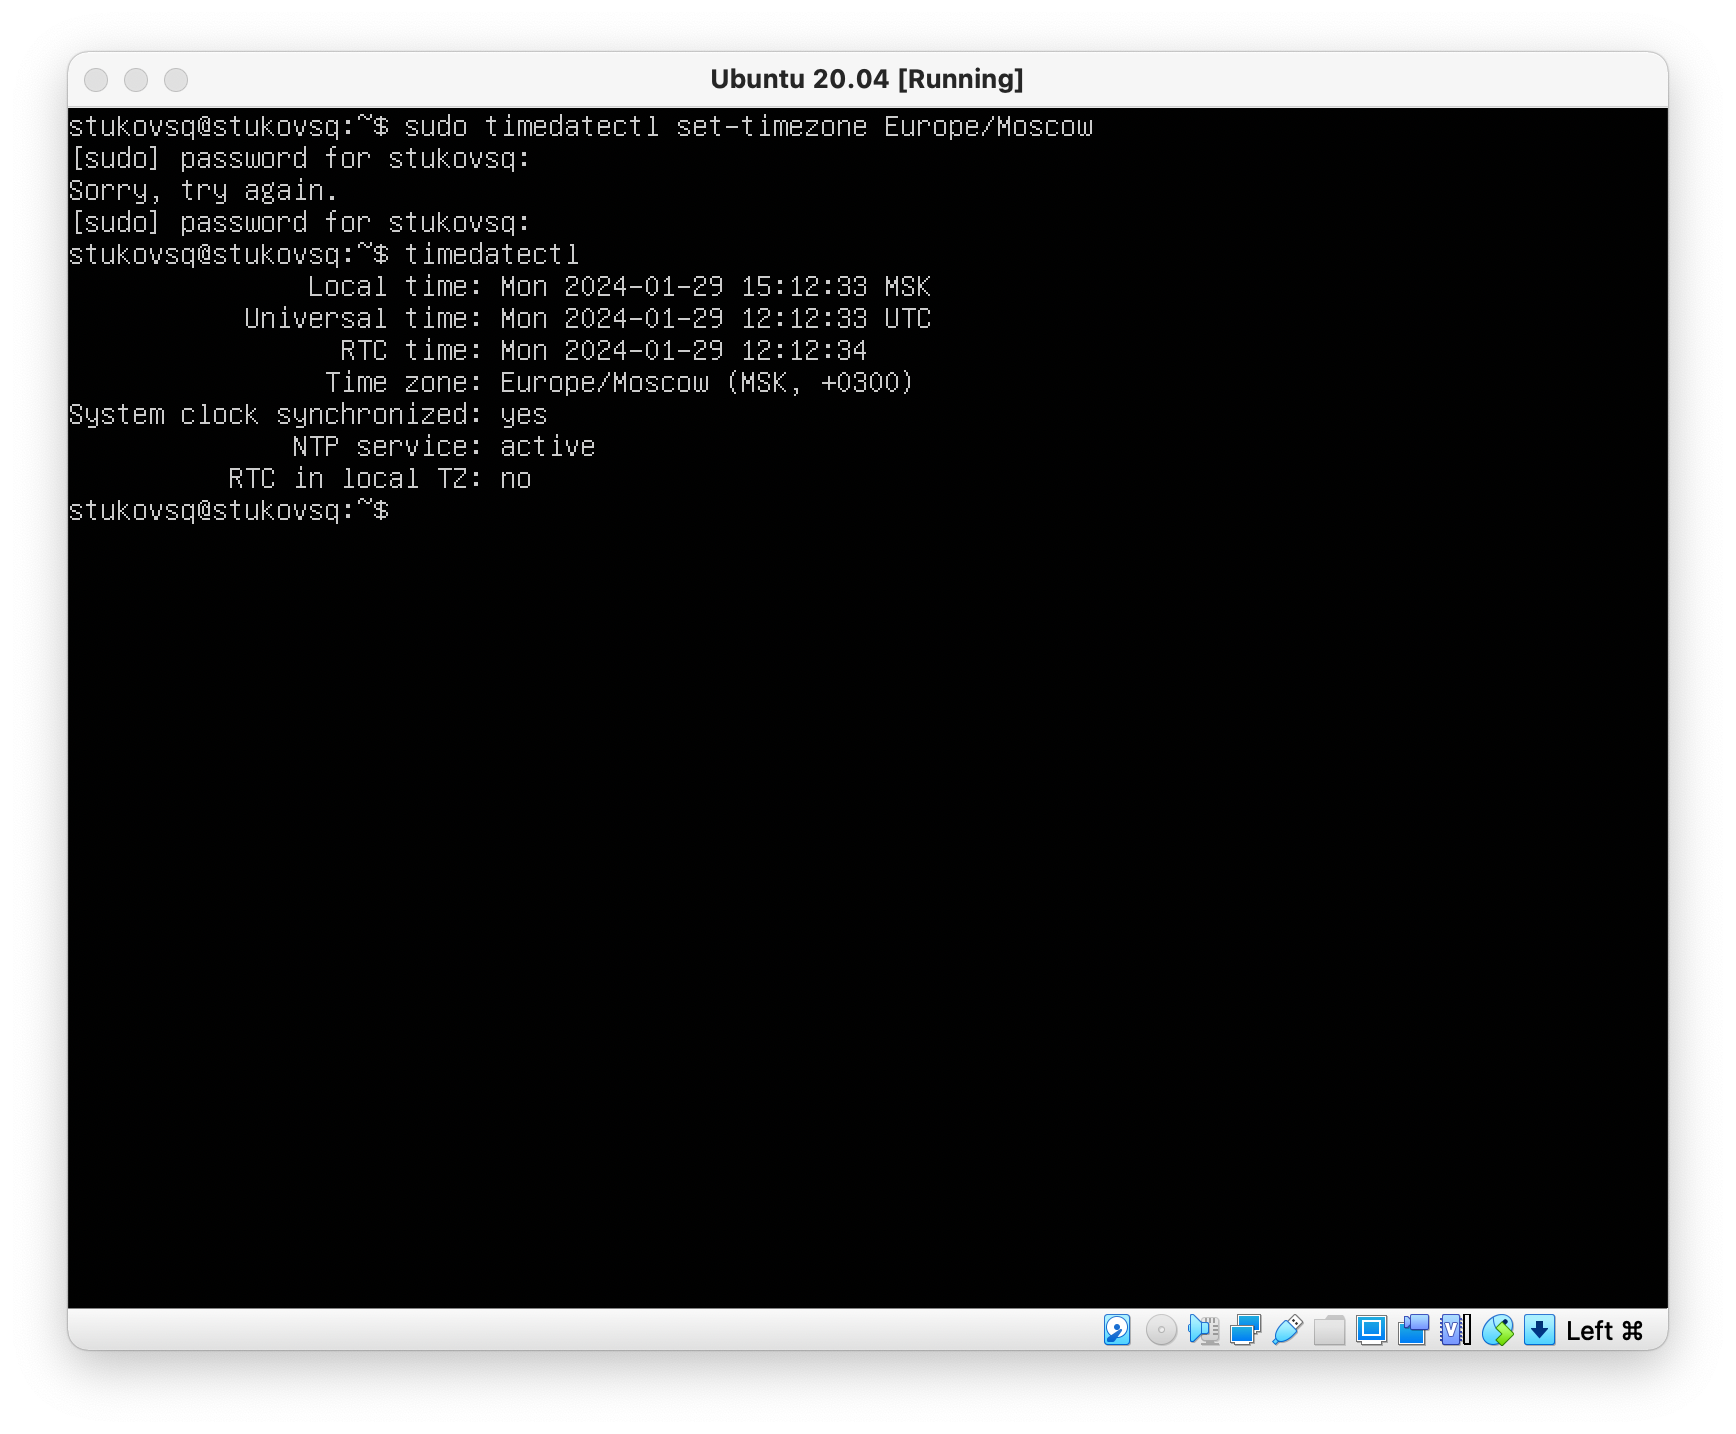 Ubuntu 20.04 [Running]
stukovsq@stukovsq:~$ sudo timedatectl set-timezone Europe/Moscow
[sudo] password for stukovsq:
Sorry, try again.
[sudo] password for stukovsq:
stukovsq@stukovsq:~$ timedatectl
Local time: Mon 2024-01-29 15:12:33 MSK
Universal time: Mon 2024-01-29 12:12:33 UTC
RTC time: Mon 2024-01-29 12:12:34
Time zone: Europe/Moscow (MSK, +0300)
System clock synchronized: yes
NTP service: active
RTC in local TZ: no
stukovsq@stukovsq:~$
Left ⌘